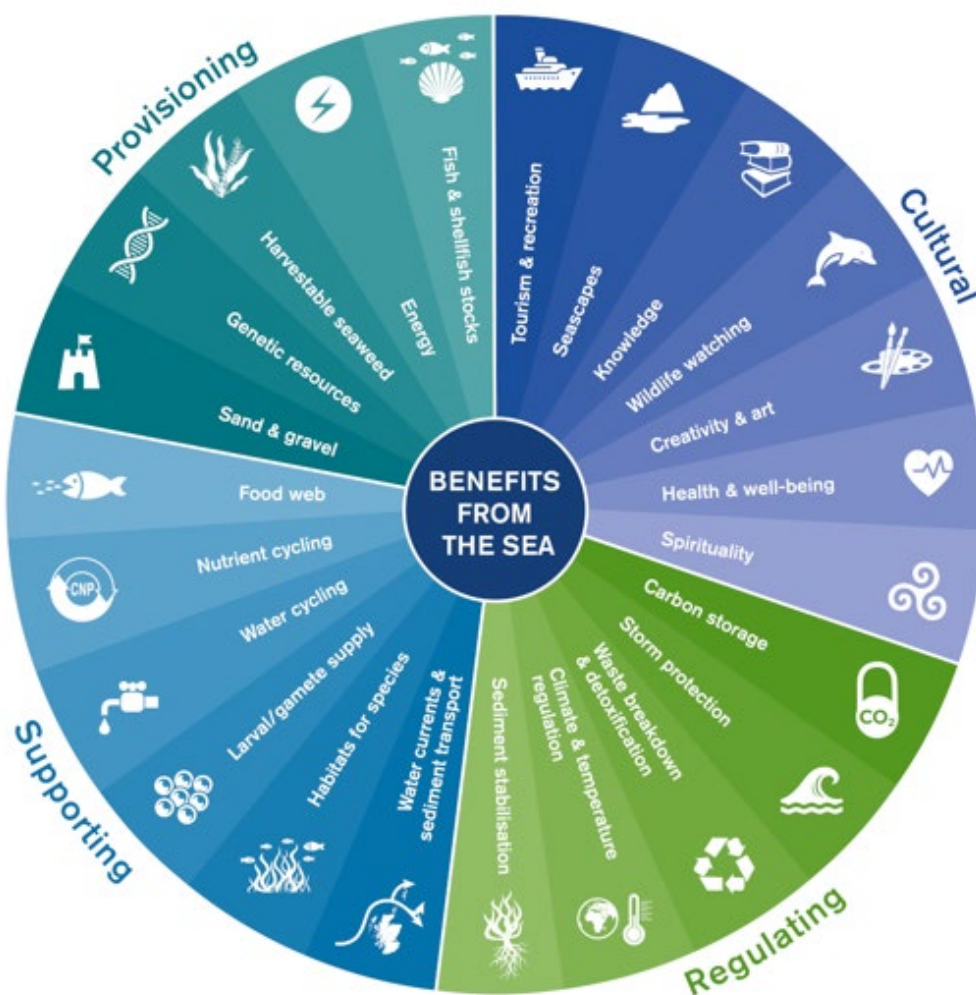 BENEFITS
FROM
THE SEA
Provisioning
Sand & gravel
Genetic resources
Harvestable seaweed
Energy
Fish & shellfish stocks
Cultural
Tourism & recreation
Seascapes
Knowledge
Wildlife watching
Creativity & art
Health & well-being
Spirituality
Regulating
Carbon storage
CO₂
Storm protection
Waste breakdown
& detoxification
Climate & temperature
regulation
Sediment stabilisation
Supporting
Water currents &
sediment transport
Habitats for species
Larval/gamete supply
Water cycling
Nutrient cycling
CNP
Food web